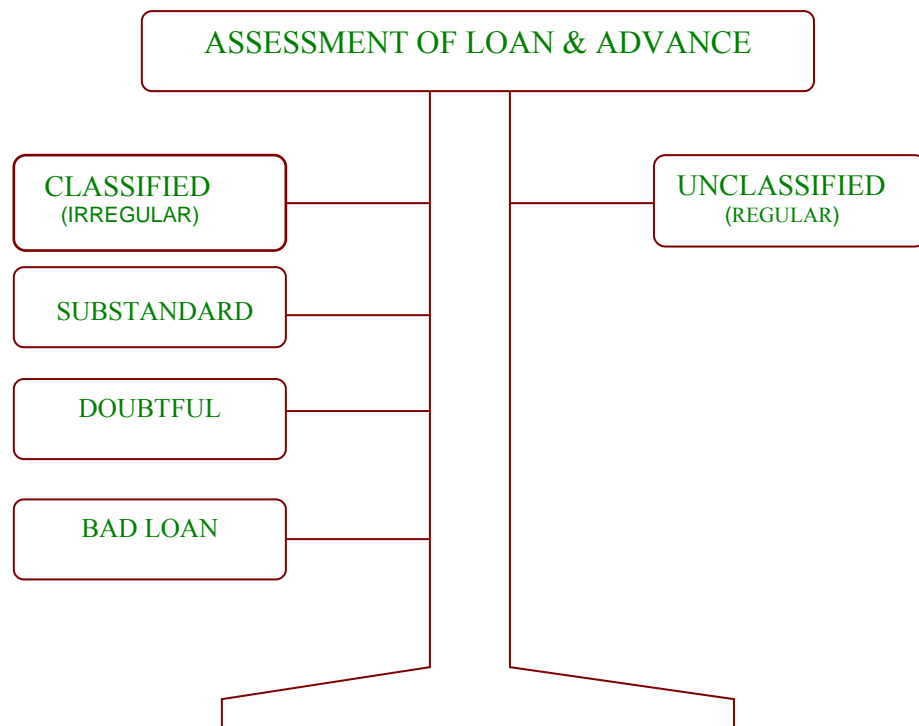 ASSESSMENT OF LOAN & ADVANCE
CLASSIFIED
(IRREGULAR)
UNCLASSIFIED
(REGULAR)
SUBSTANDARD
DOUBTFUL
BAD LOAN